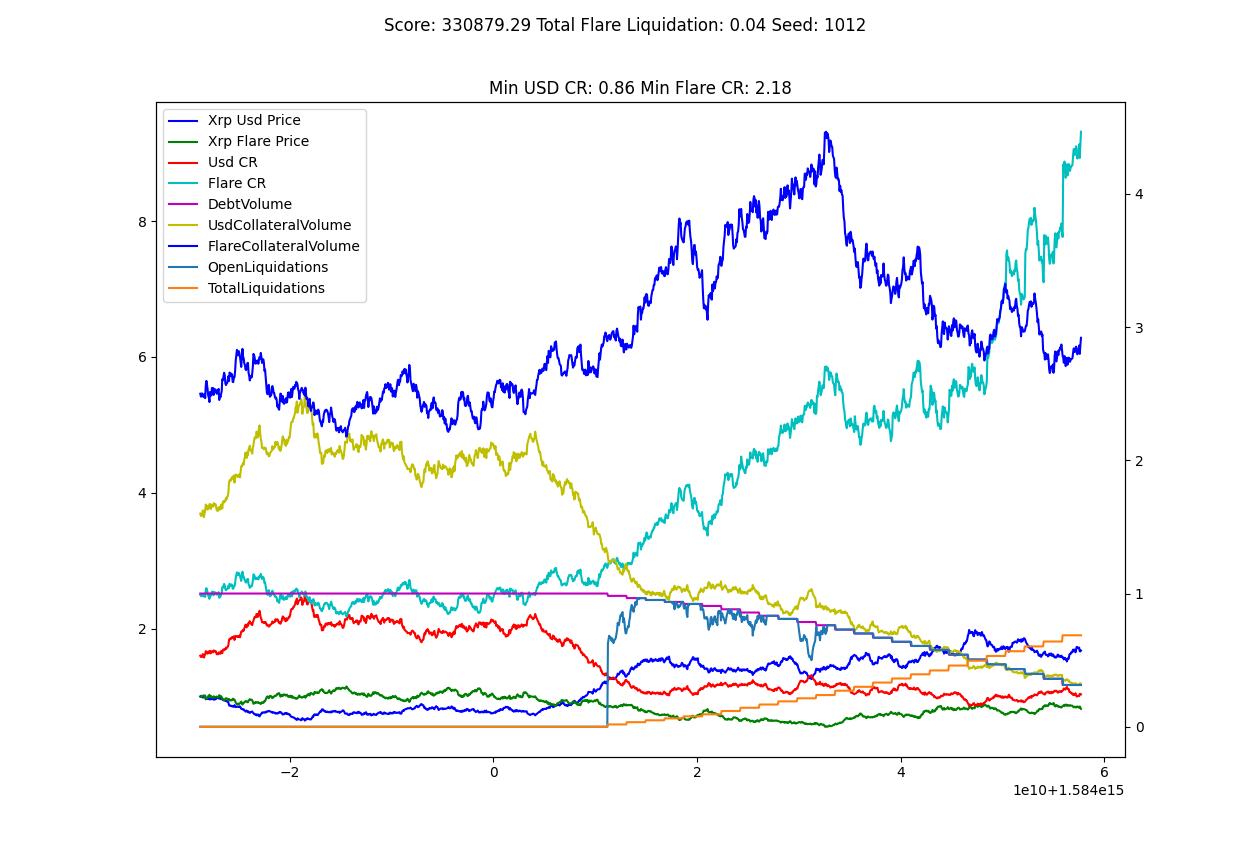 Score: 330879.29 Total Flare Liquidation: 0.04 Seed: 1012
Min USD CR: 0.86 Min Flare CR: 2.18
Xrp Usd Price
Xrp Flare Price
Usd CR
Flare CR
DebtVolume
UsdCollateralVolume
FlareCollateralVolume
OpenLiquidations
TotalLiquidations
8
6
4
2
4
3
2
1
0
−2 0 2 4 6
1e10+1.584e15